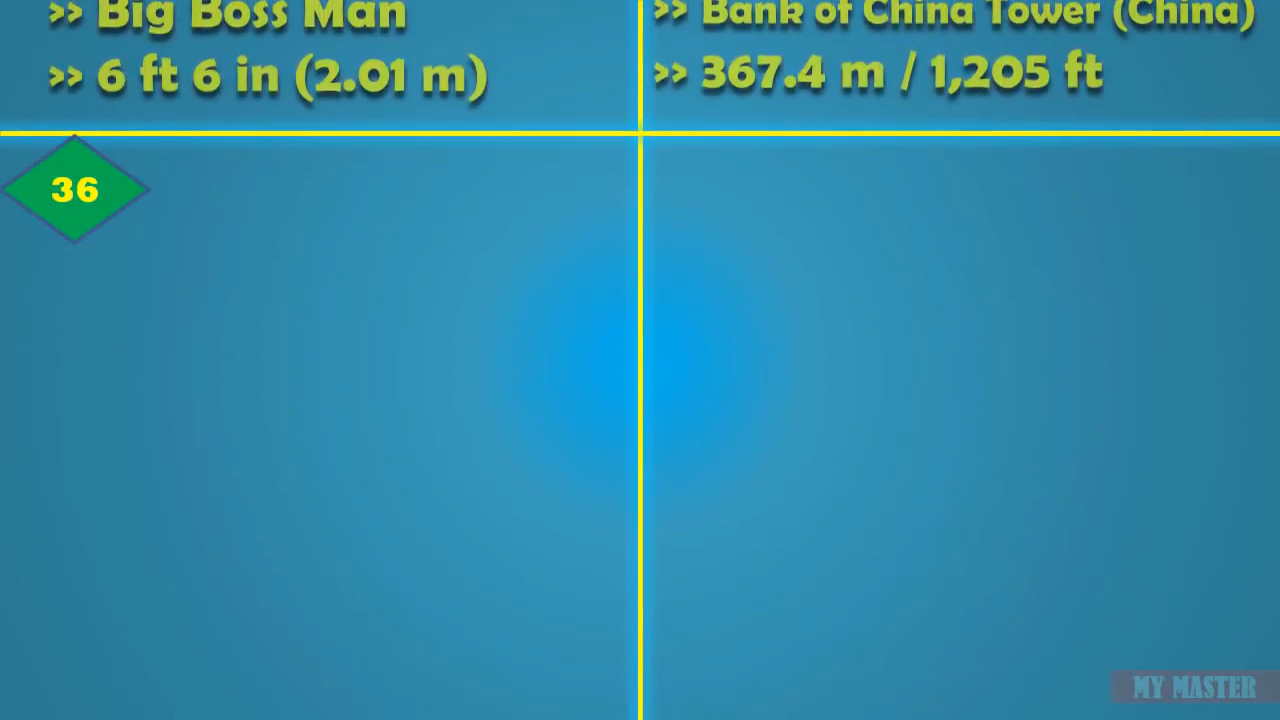 >> Big Boss Man
>> 6 ft 6 in (2.01 m)
>> Bank of China Tower (China)
>> 367.4 m / 1,205 ft
36
MY MASTER